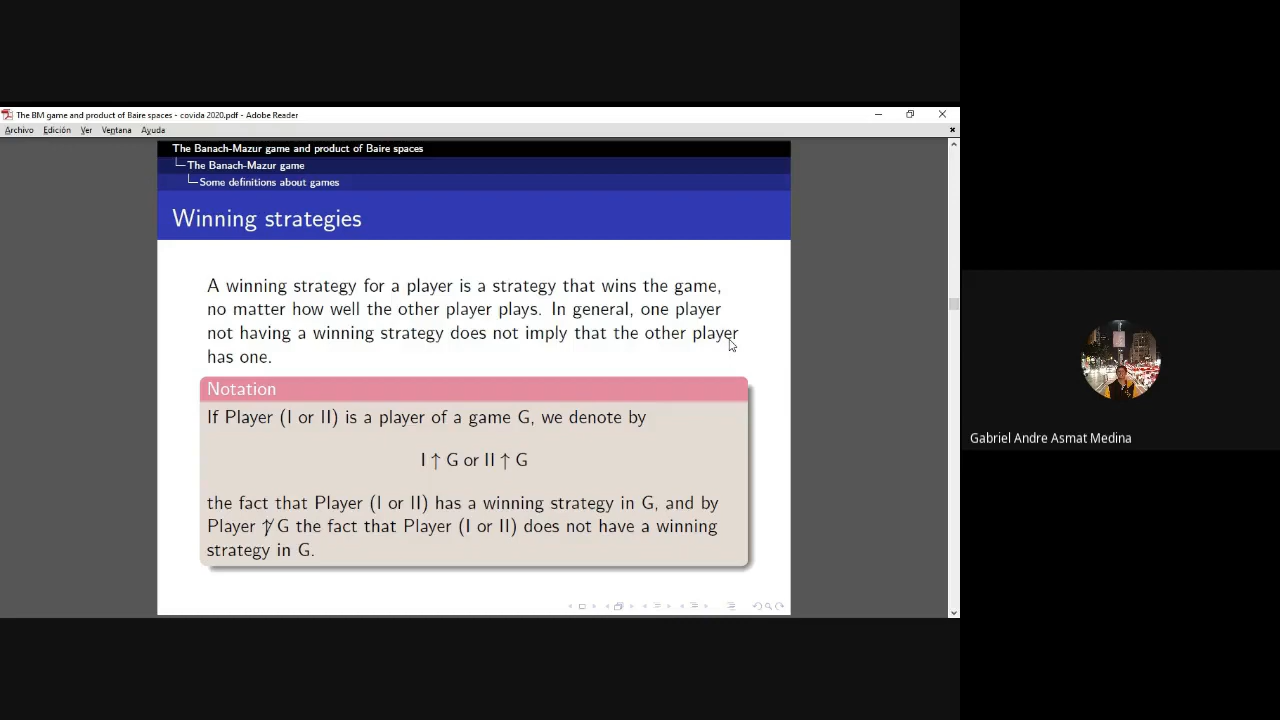 The BM game and product of Baire spaces - covida 2020.pdf - Adobe Reader
Archivo Edición Ver Ventana Ayuda
The Banach-Mazur game and product of Baire spaces
The Banach-Mazur game
Some definitions about games
Winning strategies
A winning strategy for a player is a strategy that wins the game,
no matter how well the other player plays. In general, one player
not having a winning strategy does not imply that the other player
has one.
Notation
If Player (I or II) is a player of a game G, we denote by
I ↑ G or II ↑ G
the fact that Player (I or II) has a winning strategy in G, and by
Player ↑̸ G the fact that Player (I or II) does not have a winning
strategy in G.
Gabriel Andre Asmat Medina